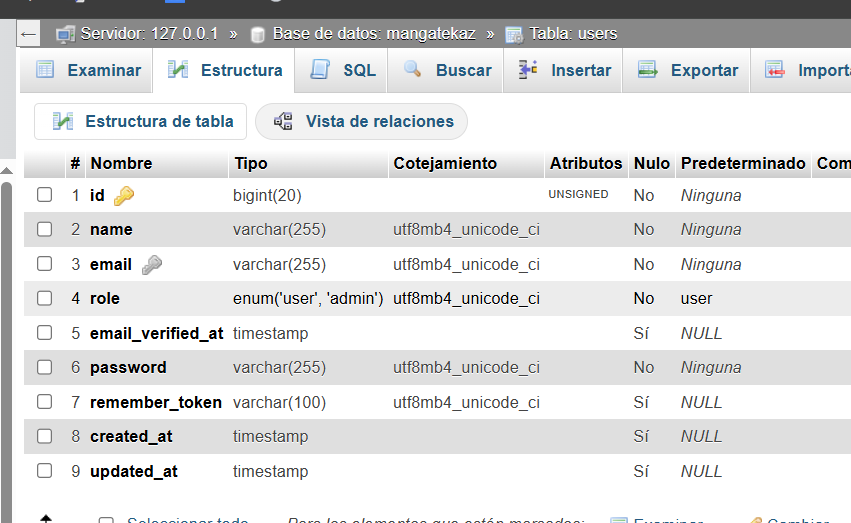 Servidor: 127.0.0.1 » Base de datos: mangatekaz » Tabla: users
Examinar Estructura SQL Buscar Insertar Exportar
Estructura de tabla Vista de relaciones
# Nombre Tipo Cotejamiento Atributos Nulo Predeterminado
1 id bigint(20) UNSIGNED No Ninguna
2 name varchar(255) utf8mb4_unicode_ci No Ninguna
3 email varchar(255) utf8mb4_unicode_ci No Ninguna
4 role enum('user', 'admin') utf8mb4_unicode_ci No user
5 email_verified_at timestamp Sí NULL
6 password varchar(255) utf8mb4_unicode_ci No Ninguna
7 remember_token varchar(100) utf8mb4_unicode_ci Sí NULL
8 created_at timestamp Sí NULL
9 updated_at timestamp Sí NULL
Para los elementos que están marcados: Examinar Cambiar